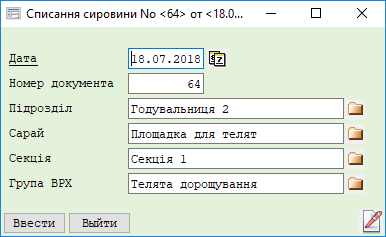 Списання сировини No <64> от <18.0...
Дата 18.07.2018
Номер документа 64
Підрозділ Годувальниця 2
Сарай Площадка для телят
Секція Секція 1
Група ВРХ Телята дорощування
Ввести Выйти